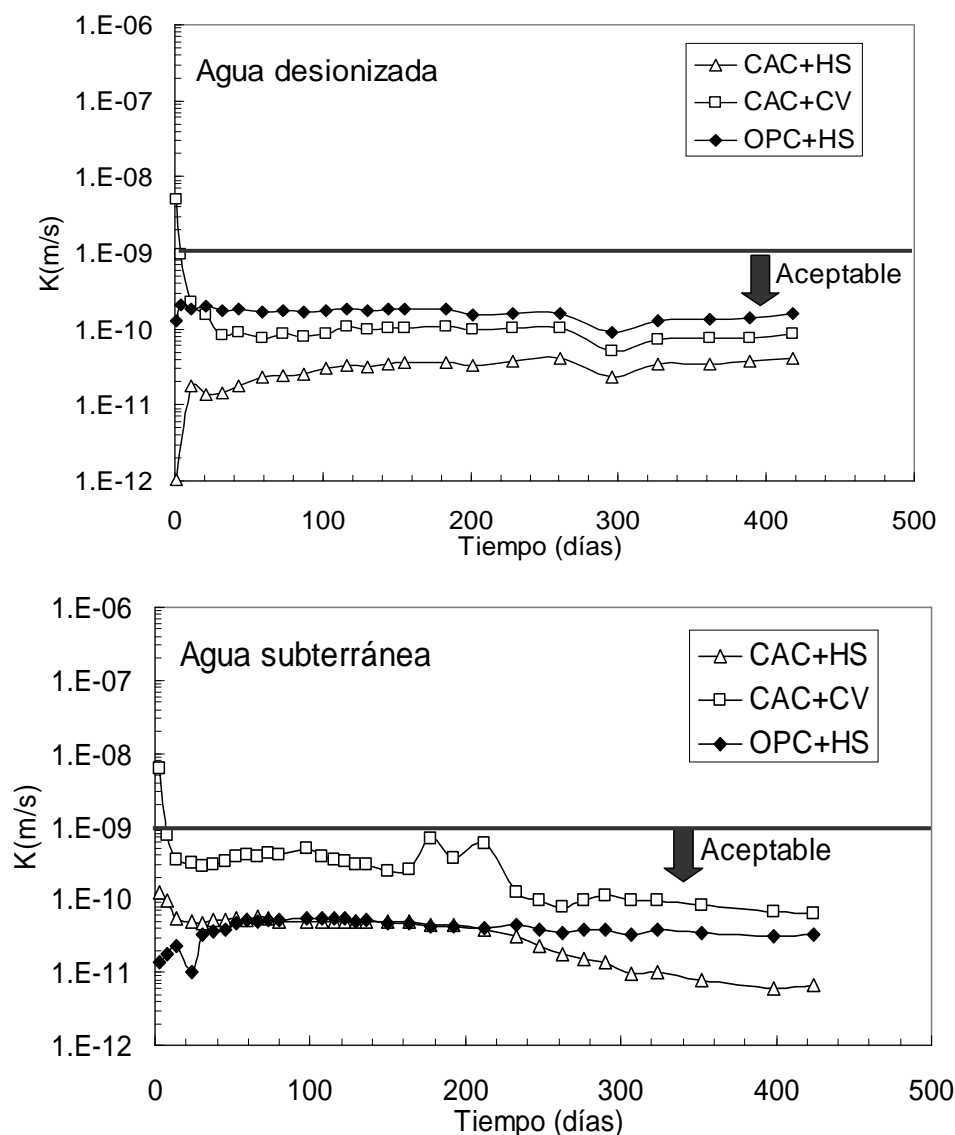 1.E-06
Agua desionizada
CAC+HS
CAC+CV
OPC+HS
1.E-07
1.E-08
1.E-09
1.E-10
1.E-11
1.E-12
K(m/s)
Aceptable
0 100 200 300 400 500
Tiempo (días)
1.E-06
Agua subterránea
CAC+HS
CAC+CV
OPC+HS
1.E-07
1.E-08
1.E-09
1.E-10
1.E-11
1.E-12
K(m/s)
Aceptable
0 100 200 300 400 500
Tiempo (días)